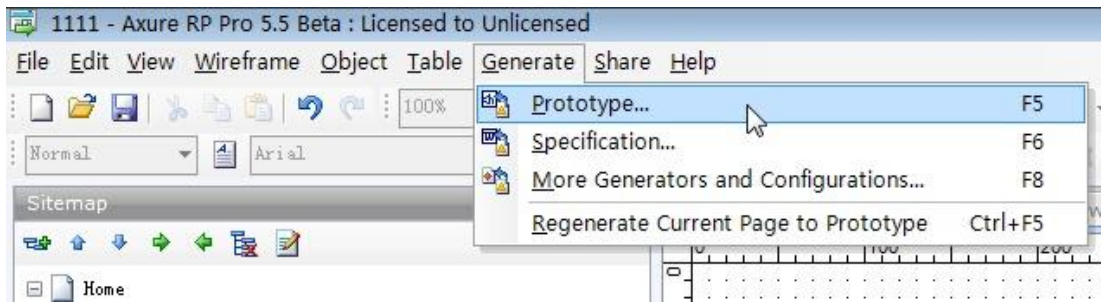 1111 - Axure RP Pro 5.5 Beta : Licensed to Unlicensed
File Edit View Wireframe Object Table Generate Share Help
100%
Prototype... F5
Specification... F6
Normal Arial
More Generators and Configurations... F8
Sitemap
Regenerate Current Page to Prototype Ctrl+F5
0 100 200
0
Home